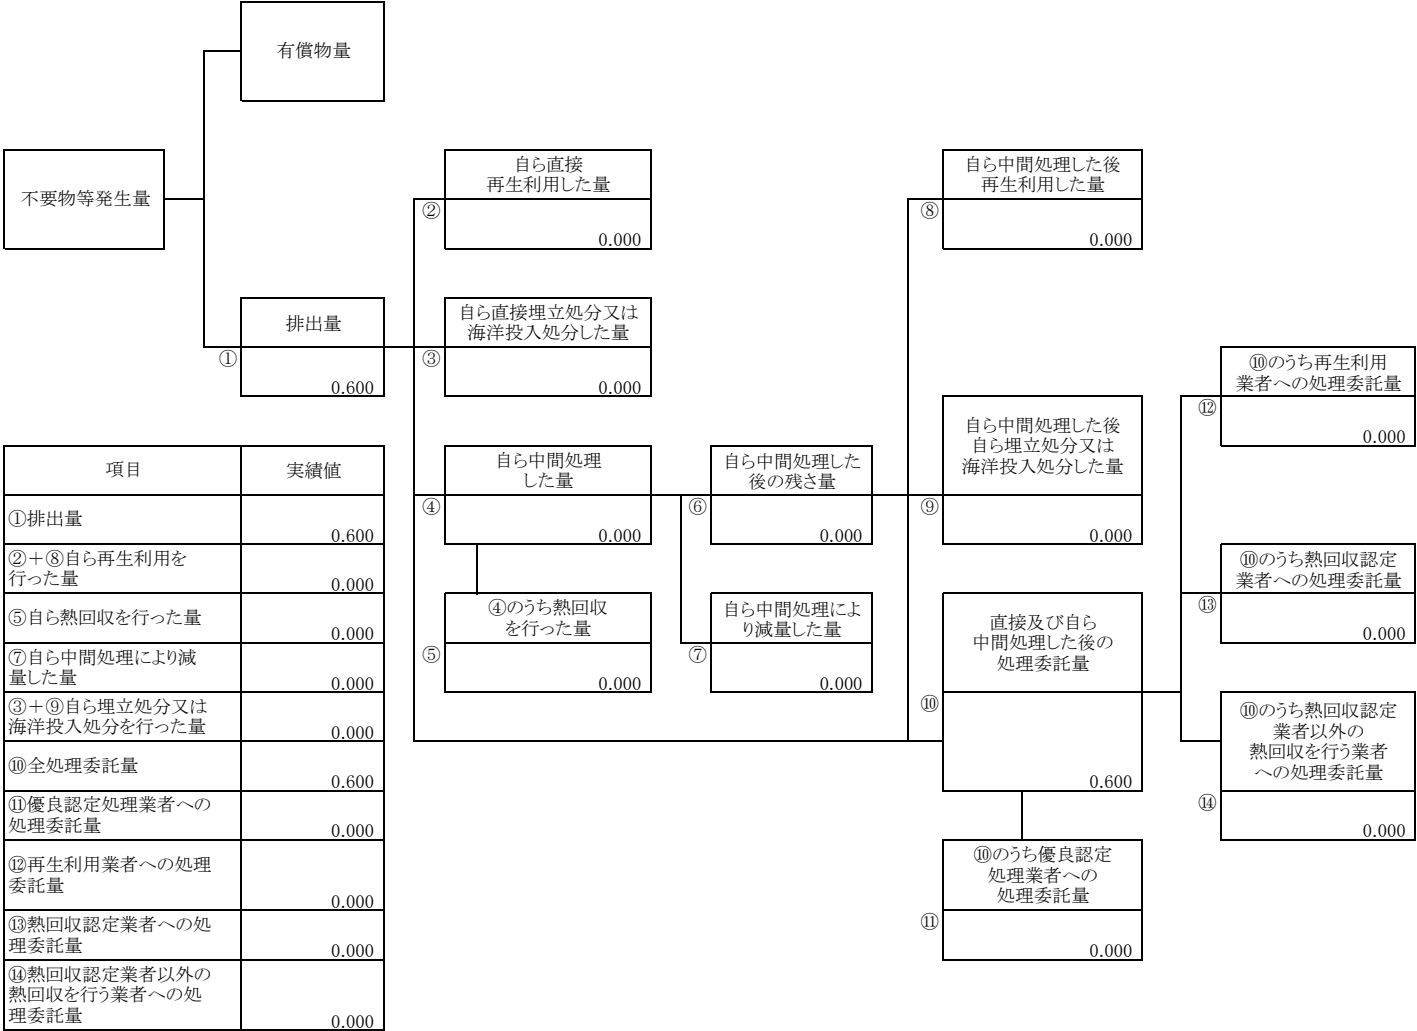 有償物量
不要物等発生量
排出量
①
0.600
自ら直接
再生利用した量
②
0.000
自ら直接埋立処分又は
海洋投入処分した量
③
0.000
自ら中間処理
した量
④
0.000
④のうち熱回収
を行った量
⑤
0.000
自ら中間処理した
後の残さ量
⑥
0.000
自ら中間処理によ
り減量した量
⑦
0.000
自ら中間処理した後
再生利用した量
⑧
0.000
自ら中間処理した後
自ら埋立処分又は
海洋投入処分した量
⑨
0.000
直接及び自ら
中間処理した後の
処理委託量
⑩
0.600
⑩のうち優良認定
処理業者への
処理委託量
⑪
0.000
⑩のうち再生利用
業者への処理委託量
⑫
0.000
⑩のうち熱回収認定
業者への処理委託量
⑬
0.000
⑩のうち熱回収認定
業者以外の
熱回収を行う業者
への処理委託量
⑭
0.000
項目 実績値
①排出量
0.600
②＋⑧自ら再生利用を
行った量
0.000
⑤自ら熱回収を行った量
0.000
⑦自ら中間処理により減
量した量
0.000
③＋⑨自ら埋立処分又は
海洋投入処分を行った量
0.000
⑩全処理委託量
0.600
⑪優良認定処理業者への
処理委託量
0.000
⑫再生利用業者への処理
委託量
0.000
⑬熱回収認定業者への処
理委託量
0.000
⑭熱回収認定業者以外の
熱回収を行う業者への処
理委託量
0.000